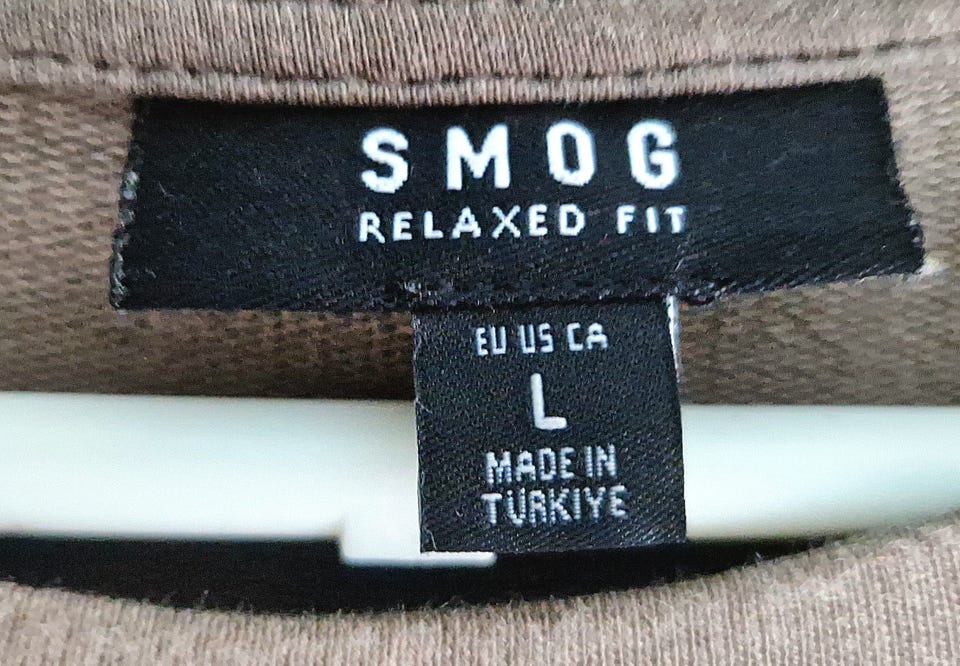 SMOG
RELAXED FIT
EU US CA
L
MADE IN
TÜRKIYE